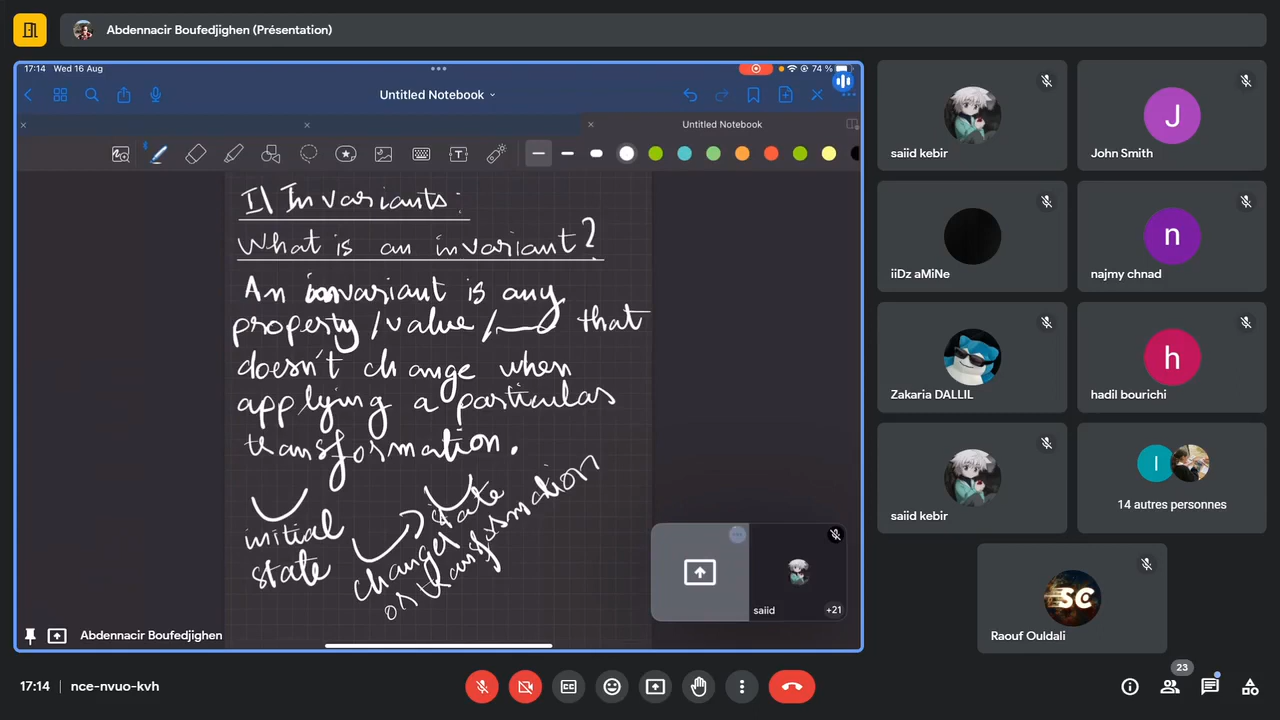 Abdennacir Boufedjighen (Présentation)
17:14 Wed 16 Aug
74 %
Untitled Notebook
Untitled Notebook
I\ Invariants:
What is an invariant?
An invariant is any
property / value / that
doesn't change when
applying a particular
transformation.
initial
state
changes
or transformation
state
saiid
+21
Abdennacir Boufedjighen
saiid kebir
John Smith
iiDz aMiNe
najmy chnad
Zakaria DALLIL
hadil bourichi
saiid kebir
I
14 autres personnes
SC
Raouf Ouldali
J
n
h
17:14 | nce-nvuo-kvh
23